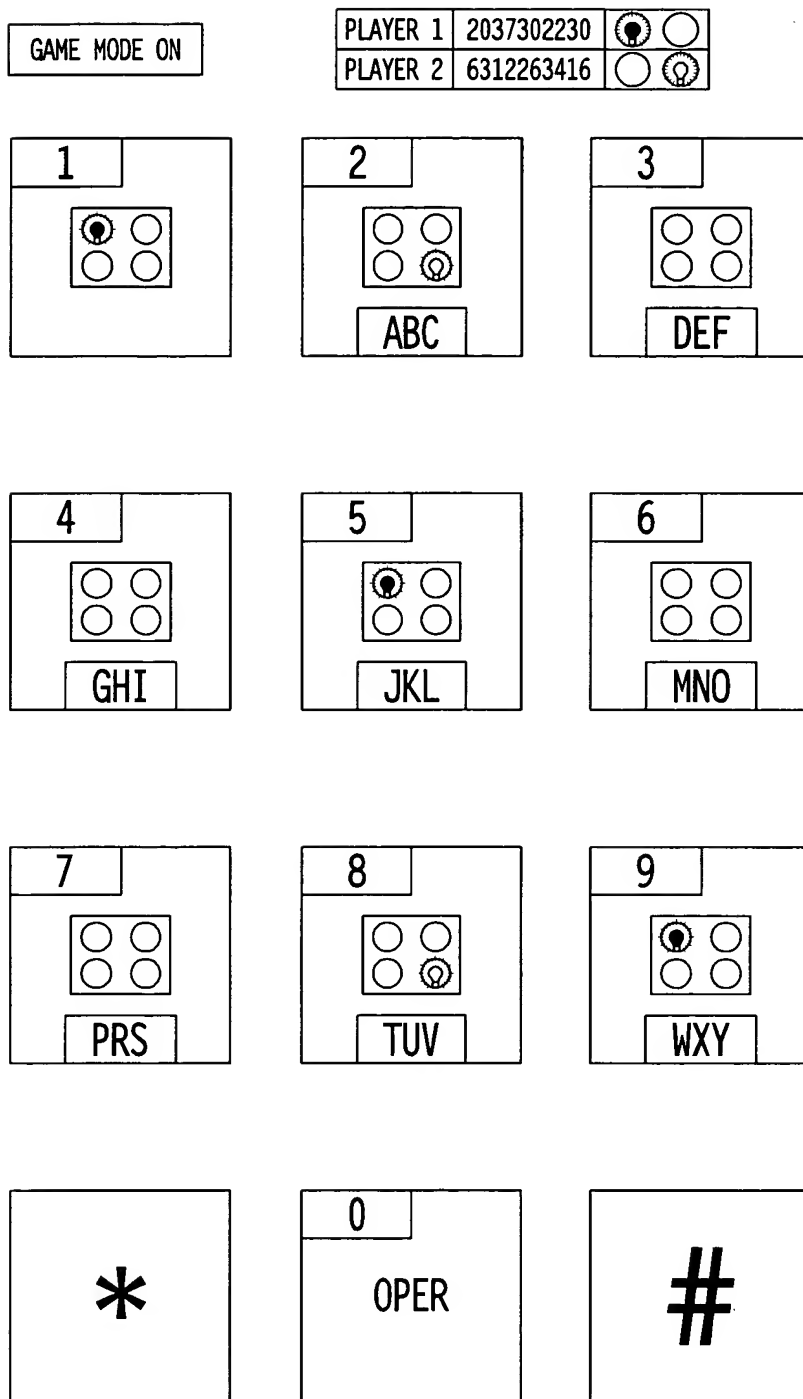 GAME MODE ON
PLAYER 1 2037302230
PLAYER 2 6312263416
1 2 3
ABC DEF
4 5 6
GHI JKL MNO
7 8 9
PRS TUV WXY
0
* OPER #